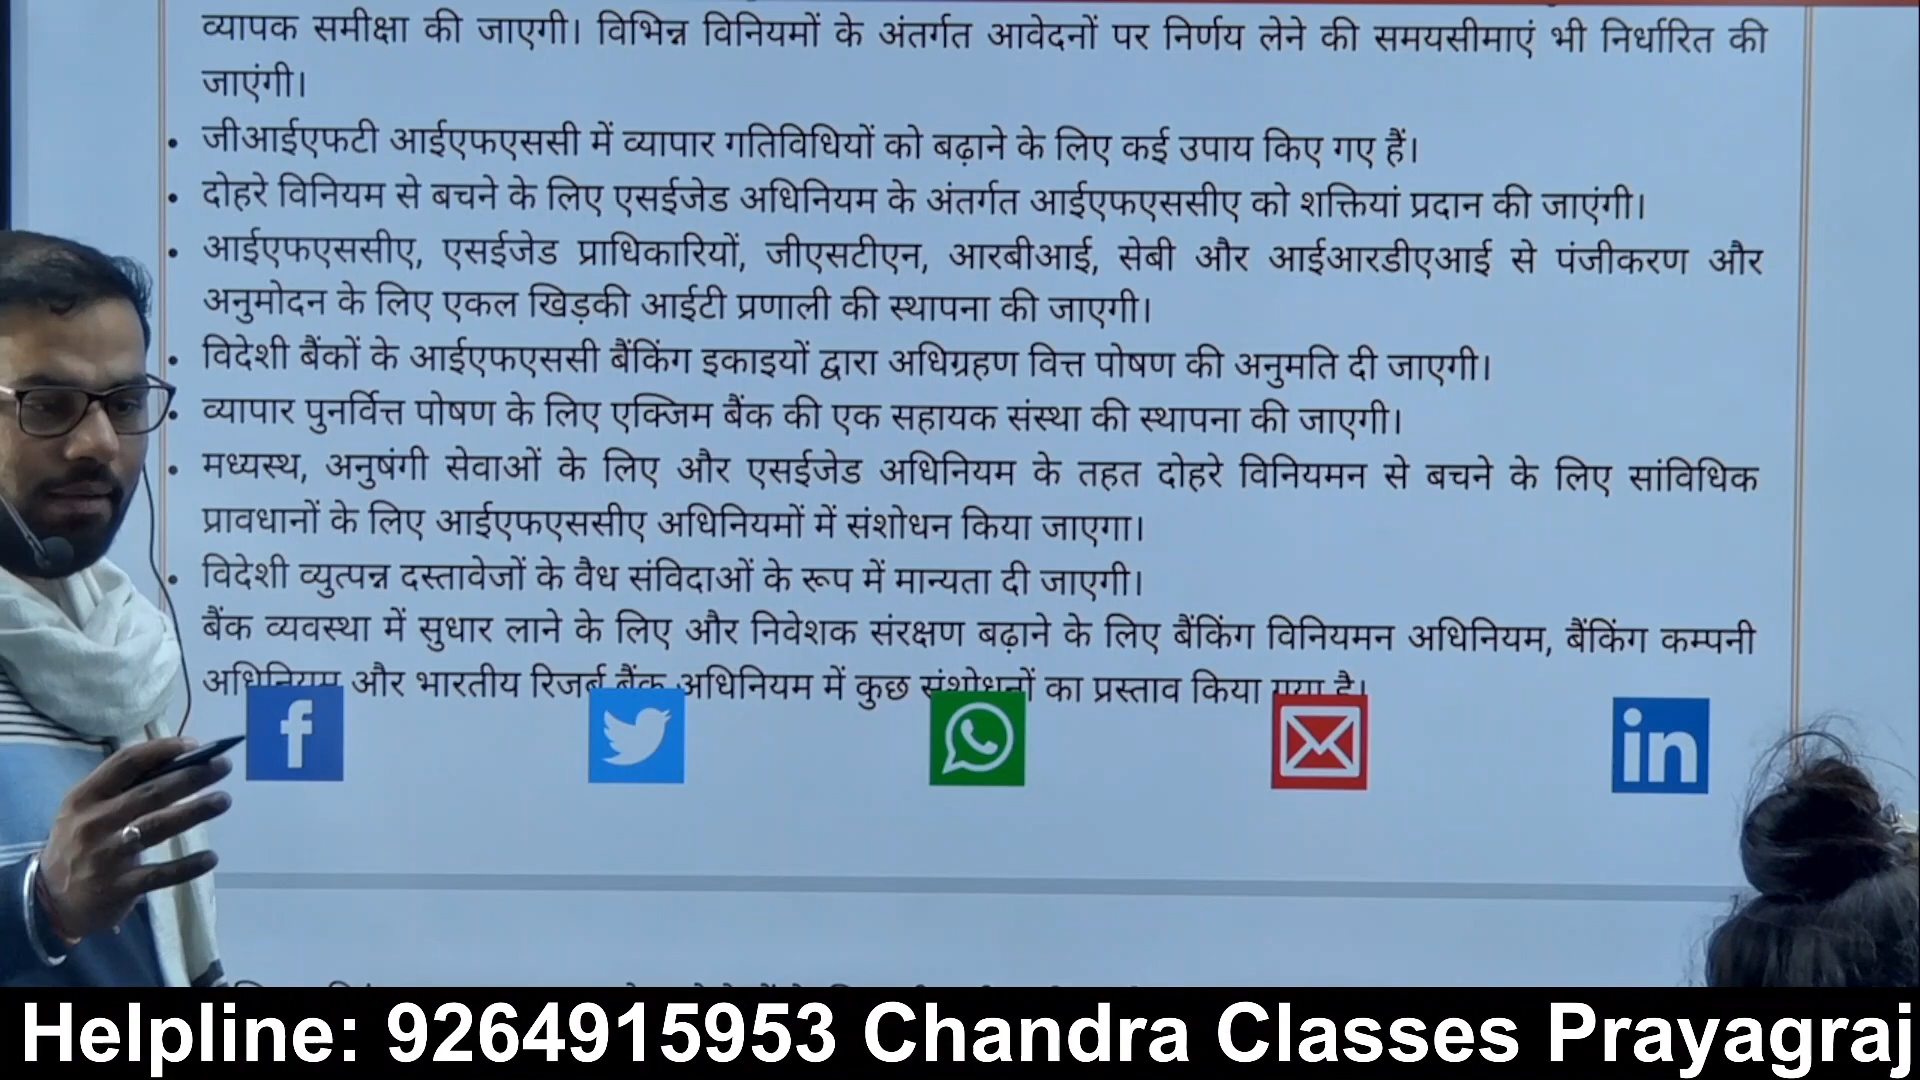 व्यापक समीक्षा की जाएगी। विभिन्न विनियमों के अंतर्गत आवेदनों पर निर्णय लेने की समयसीमाएं भी निर्धारित की
जाएंगी।
• जीआईएफटी आईएफएससी में व्यापार गतिविधियों को बढ़ाने के लिए कई उपाय किए गए हैं।
• दोहरे विनियम से बचने के लिए एसईजेड अधिनियम के अंतर्गत आईएफएससीए को शक्तियां प्रदान की जाएंगी।
• आईएफएससीए, एसईजेड प्राधिकारियों, जीएसटीएन, आरबीआई, सेबी और आईआरडीएआई से पंजीकरण और
अनुमोदन के लिए एकल खिड़की आईटी प्रणाली की स्थापना की जाएगी।
• विदेशी बैंकों के आईएफएससी बैंकिंग इकाइयों द्वारा अधिग्रहण वित्त पोषण की अनुमति दी जाएगी।
• व्यापार पुनर्वित्त पोषण के लिए एक्जिम बैंक की एक सहायक संस्था की स्थापना की जाएगी।
• मध्यस्थ, अनुषंगी सेवाओं के लिए और एसईजेड अधिनियम के तहत दोहरे विनियमन से बचने के लिए सांविधिक
प्रावधानों के लिए आईएफएससीए अधिनियमों में संशोधन किया जाएगा।
• विदेशी व्युत्पन्न दस्तावेजों के वैध संविदाओं के रूप में मान्यता दी जाएगी।
बैंक व्यवस्था में सुधार लाने के लिए और निवेशक संरक्षण बढ़ाने के लिए बैंकिंग विनियमन अधिनियम, बैंकिंग कम्पनी
अधिनियम और भारतीय रिजर्व बैंक अधिनियम में कुछ संशोधनों का प्रस्ताव किया गया है।
f
in
Helpline: 9264915953 Chandra Classes Prayagraj